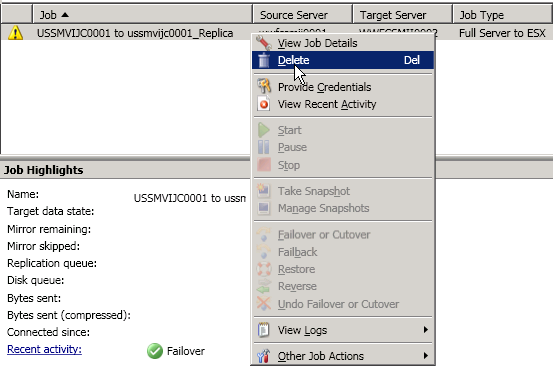 Job Source Server Target Server Job Type
USSMVIJC0001 to ussmvijc0001_Replica Full Server to ESX
View Job Details
Delete Del
Provide Credentials
View Recent Activity
Start
Pause
Stop
Take Snapshot
Manage Snapshots
Failover or Cutover
Failback
Restore
Reverse
Undo Failover or Cutover
View Logs
Other Job Actions
Job Highlights
Name: USSMVIJC0001 to ussm
Target data state:
Mirror remaining:
Mirror skipped:
Replication queue:
Disk queue:
Bytes sent:
Bytes sent (compressed):
Connected since:
Recent activity: Failover